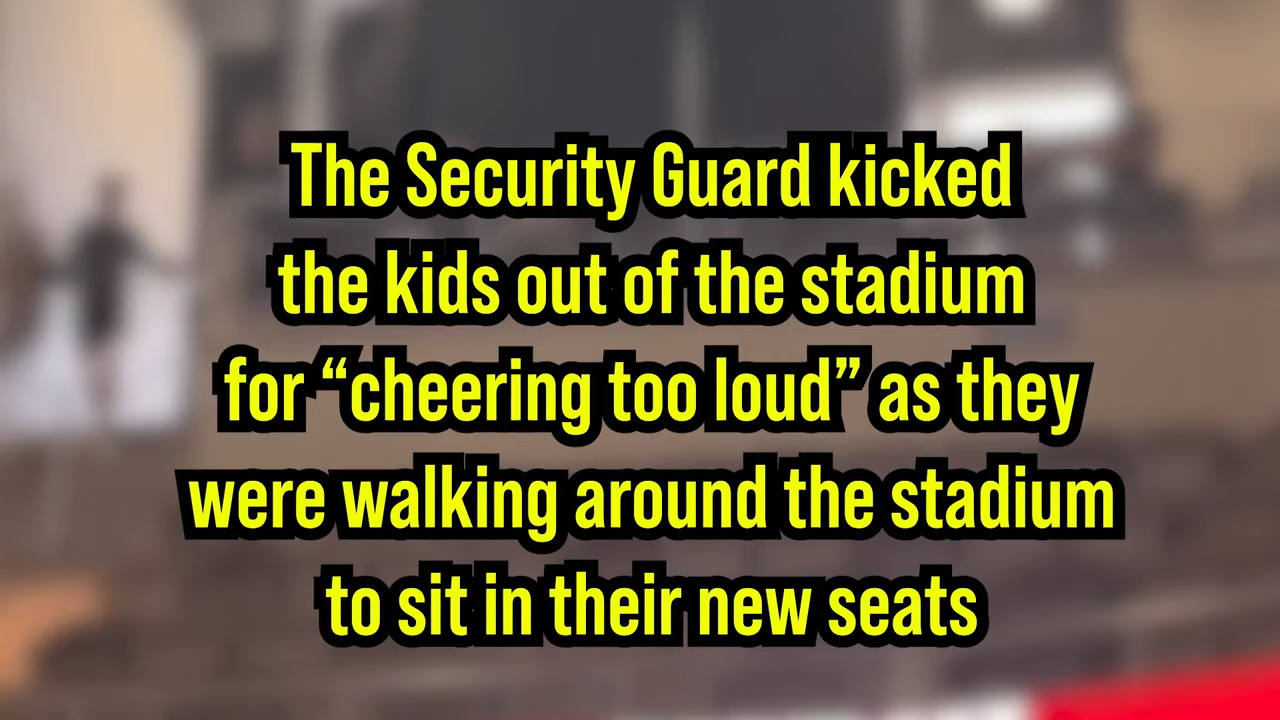 The Security Guard kicked
the kids out of the stadium
for “cheering too loud” as they
were walking around the stadium
to sit in their new seats